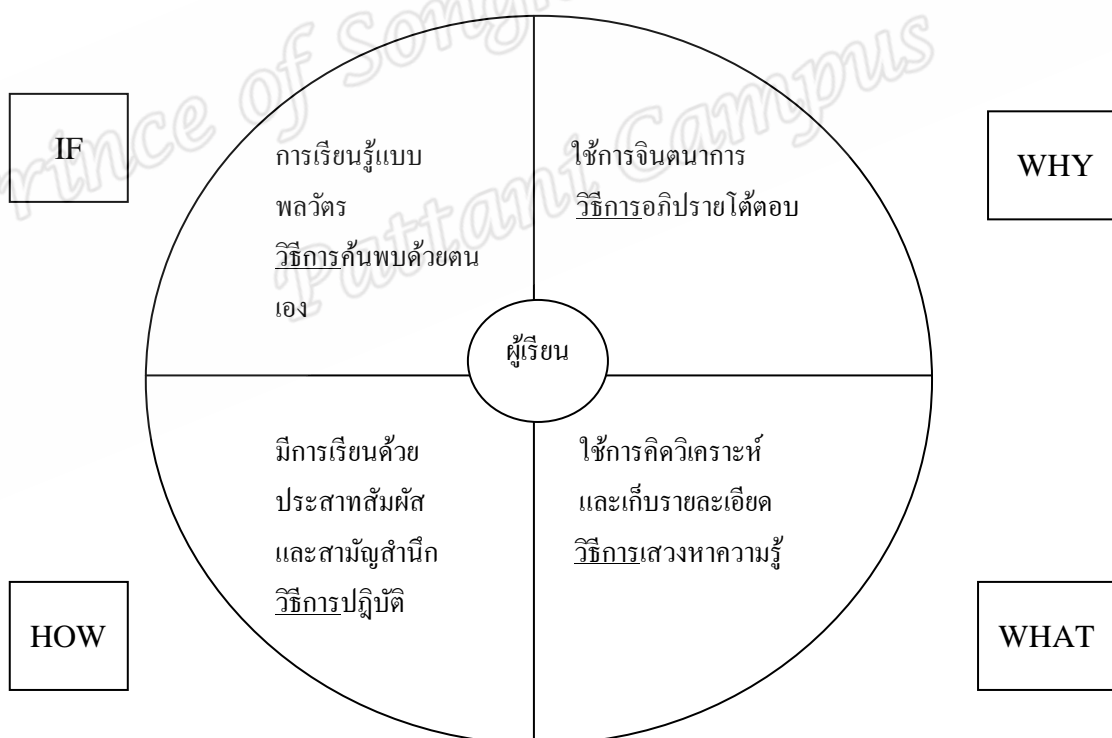 Prince of Songkla
Pattani Campus
IF
การเรียนรู้แบบ
พลวัตร
วิธีการค้นพบด้วยตน
เอง
ใช้การจินตนาการ
วิธีการอภิปรายโต้ตอบ
WHY
ผู้เรียน
HOW
มีการเรียนด้วย
ประสาทสัมผัส
และสามัญสำนึก
วิธีการปฎิบัติ
ใช้การคิดวิเคราะห์
และเก็บรายละเอียด
วิธีการเสวงหาความรู้
WHAT